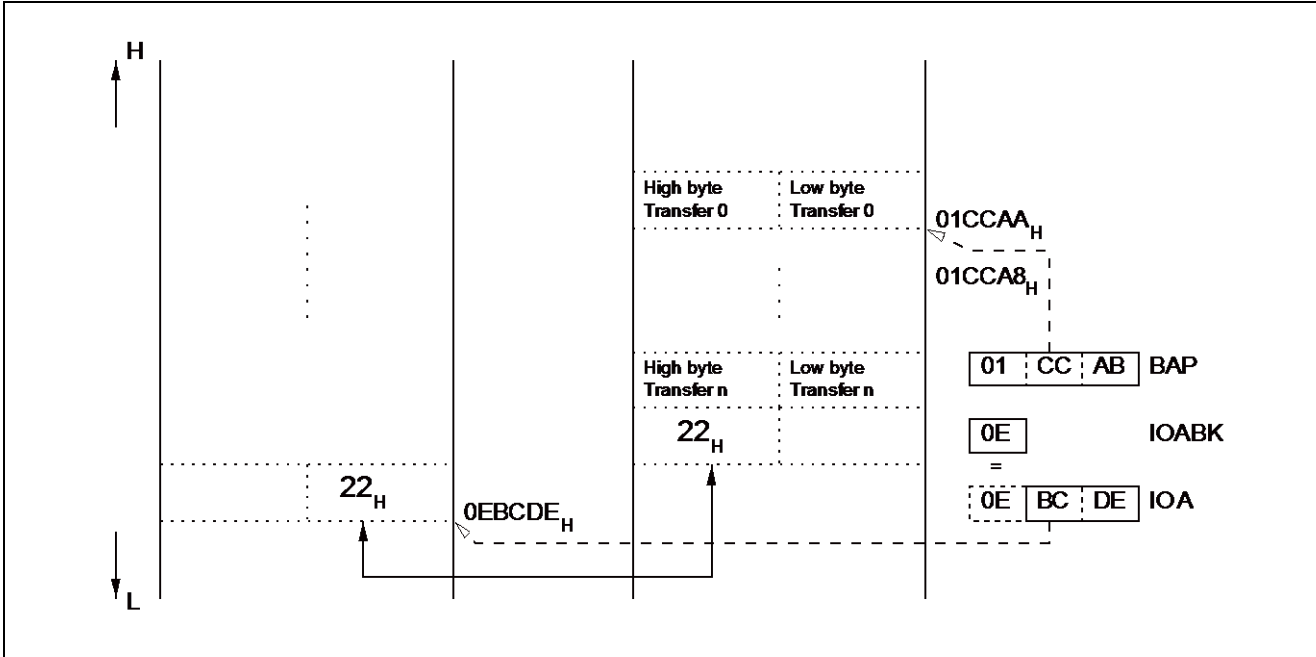 H
High byte Low byte
Transfer 0 Transfer 0
01CCAAH
01CCA8H
High byte Low byte
Transfer n Transfer n
01 CC AB BAP
22H
0E IOABK
=
22H
0EBCDEH
0E BC DE IOA
L